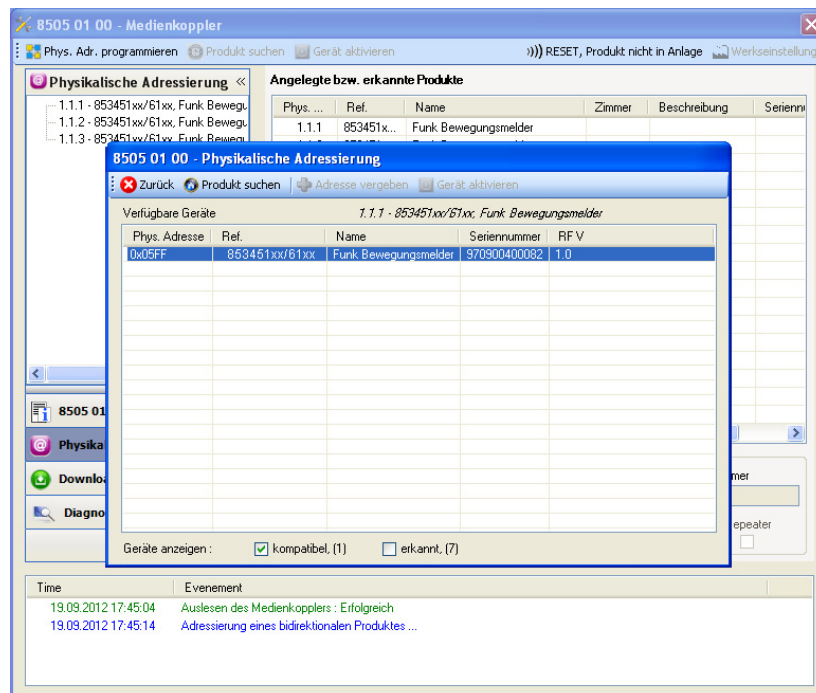 8505 01 00 - Medienkoppler
Phys. Adr. programmieren Produkt suchen Gerät aktivieren RESET, Produkt nicht in Anlage Werkseinstellung
Physikalische Adressierung
1.1.1 - 853451xx/61xx, Funk Bewegu
1.1.2 - 853451xx/61xx, Funk Bewegu
1.1.3 - 853451xx/61xx, Funk Bewegu
Angelegte bzw. erkannte Produkte
Phys. ... Ref. Name Zimmer Beschreibung Seriennu
1.1.1 853451x... Funk Bewegungsmelder
8505 01 00 - Physikalische Adressierung
Zurück Produkt suchen Adresse vergeben Gerät aktivieren
Verfügbare Geräte 1.1.1 - 853451xx/61xx, Funk Bewegungsmelder
Phys. Adresse Ref. Name Seriennummer RF V
0x05FF 853451xx/61xx Funk Bewegungsmelder 970900400082 1.0
Geräte anzeigen : kompatibel, (1) erkannt, (7)
8505 01
Physika
Downloa
Diagno
mer
epeater
Time Evenement
19.09.2012 17:45:04 Auslesen des Medienkopplers : Erfolgreich
19.09.2012 17:45:14 Adressierung eines bidirektionalen Produktes ...